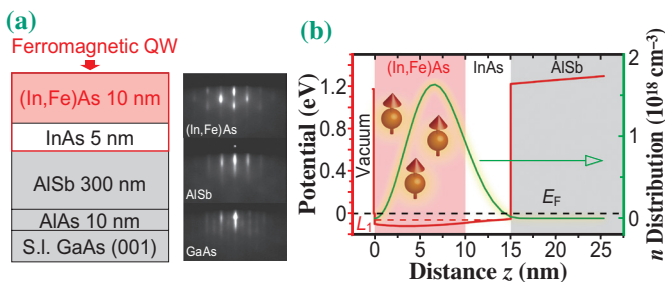 (a)
Ferromagnetic QW
(In,Fe)As 10 nm
InAs 5 nm
AlSb 300 nm
AlAs 10 nm
S.I. GaAs (001)
(In,Fe)As
AlSb
GaAs
(b)
(In,Fe)As
InAs
AlSb
Vacuum
E_F
L_1
Potential (eV)
1.2
0.8
0.4
0
0
5
10
15
20
25
Distance z (nm)
2
1
0
n Distribution (10^18 cm^-3)